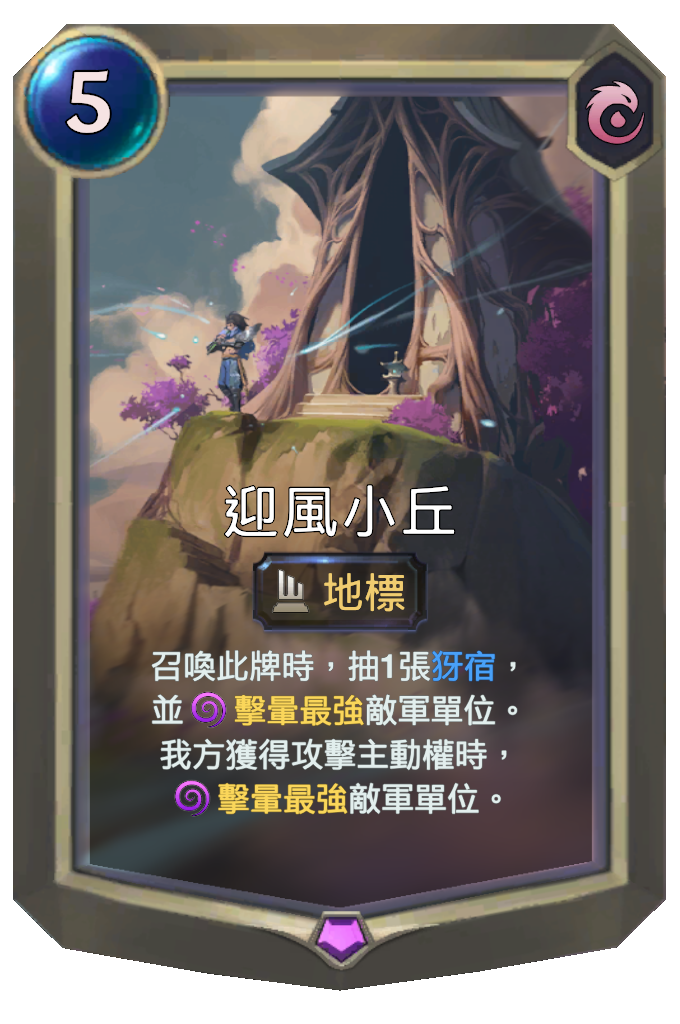 5
迎風小丘
地標
召喚此牌時，抽1張犽宿，
並擊暈最強敵軍單位。
我方獲得攻擊主動權時，
擊暈最強敵軍單位。